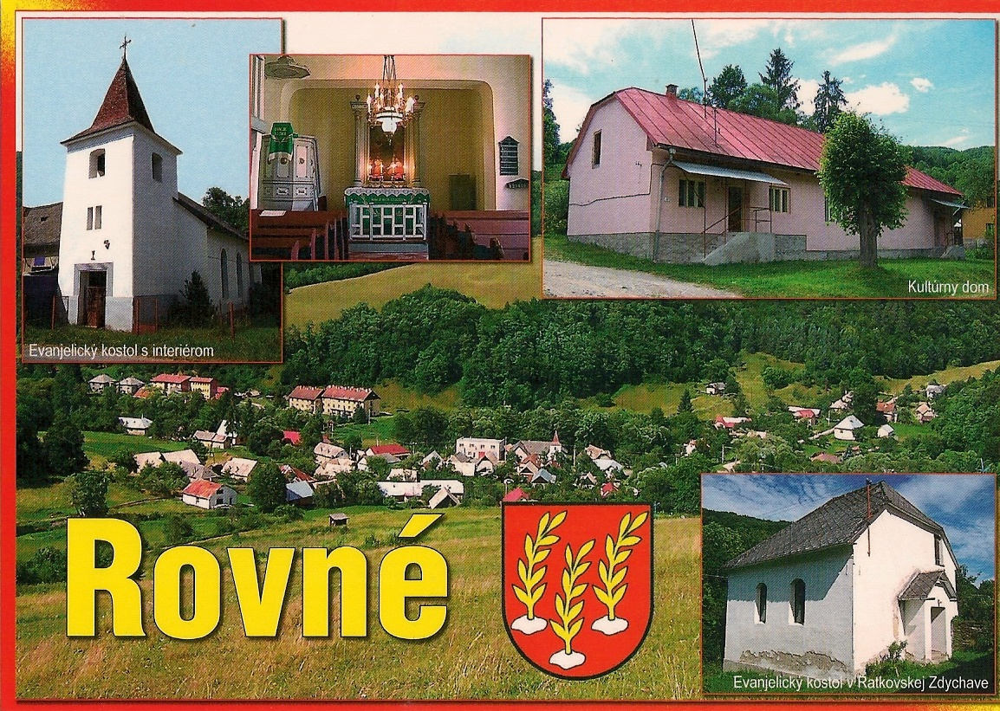 Evanjelický kostol s interiérom
Kultúrny dom
Rovné
Evanjelický kostol v Ratkovskej Zdychave